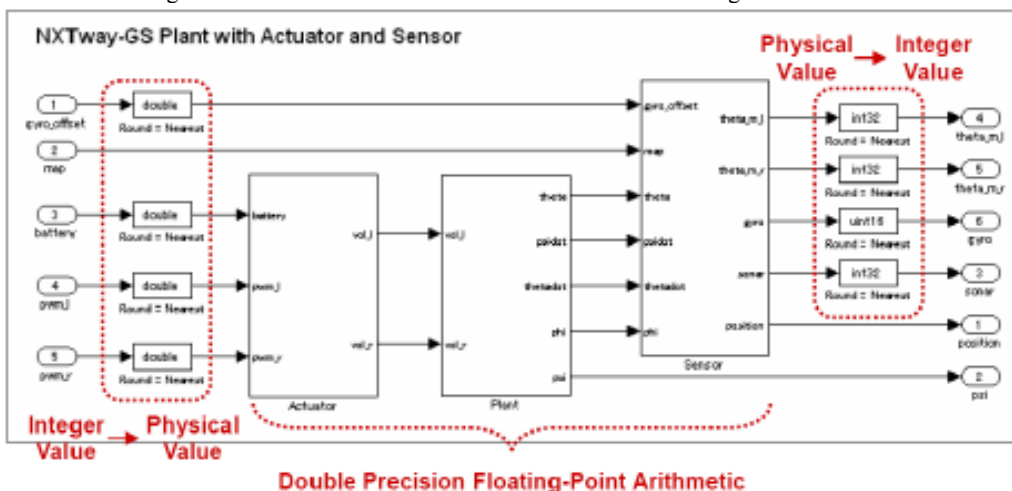 NXTway-GS Plant with Actuator and Sensor
Physical Value
Integer Value
1
gyro_offset
double
Round = Nearest
2
map
3
battery
double
Round = Nearest
4
pwm_l
double
Round = Nearest
5
pwm_r
double
Round = Nearest
battery
pwm_l
pwm_r
vol_l
vol_r
Actuator
vol_l
vol_r
theta
psidot
thetadot
phi
psi
Plant
gyro_offset
map
theta
psidot
thetadot
phi
theta_m_l
theta_m_r
gyro
sonar
position
Sensor
int32
Round = Nearest
int32
Round = Nearest
uint16
Round = Nearest
int32
Round = Nearest
4
theta_m_l
5
theta_m_r
6
gyro
3
sonar
1
position
2
psi
Integer Value
Physical Value
Double Precision Floating-Point Arithmetic